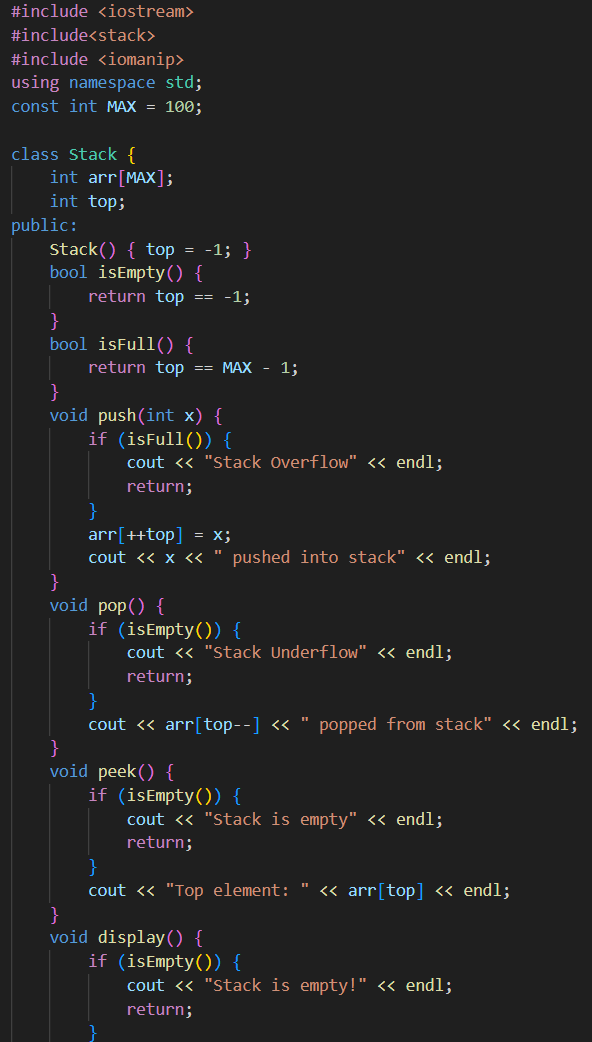 #include <iostream>
#include<stack>
#include <iomanip>
using namespace std;
const int MAX = 100;

class Stack {
    int arr[MAX];
    int top;
public:
    Stack() { top = -1; }
    bool isEmpty() {
        return top == -1;
    }
    bool isFull() {
        return top == MAX - 1;
    }
    void push(int x) {
        if (isFull()) {
            cout << "Stack Overflow" << endl;
            return;
        }
        arr[++top] = x;
        cout << x << " pushed into stack" << endl;
    }
    void pop() {
        if (isEmpty()) {
            cout << "Stack Underflow" << endl;
            return;
        }
        cout << arr[top--] << " popped from stack" << endl;
    }
    void peek() {
        if (isEmpty()) {
            cout << "Stack is empty" << endl;
            return;
        }
        cout << "Top element: " << arr[top] << endl;
    }
    void display() {
        if (isEmpty()) {
            cout << "Stack is empty!" << endl;
            return;
        }